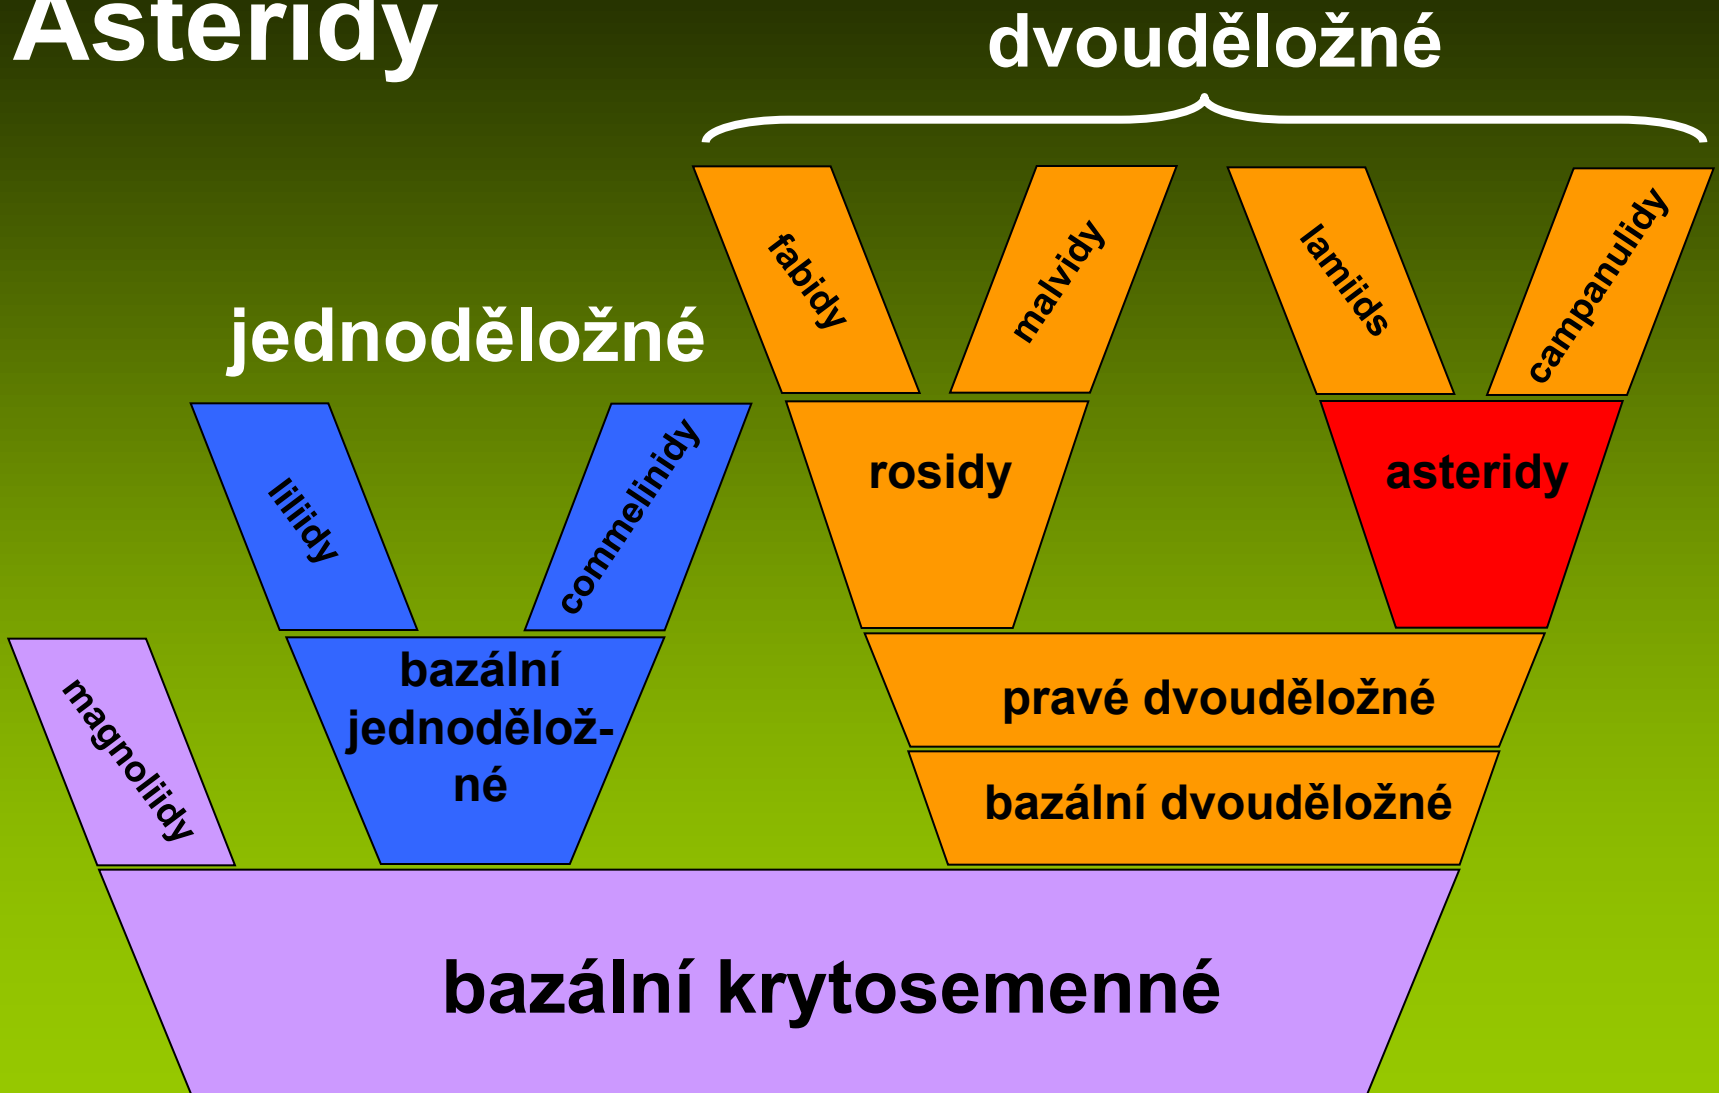 Asteridy
dvouděložné
fabidy
malvidy
lamiids
campanulidy
jednoděložné
liliidy
commelinidy
rosidy
asteridy
magnoliidy
bazální
jednodělož-
né
pravé dvouděložné
bazální dvouděložné
bazální krytosemenné